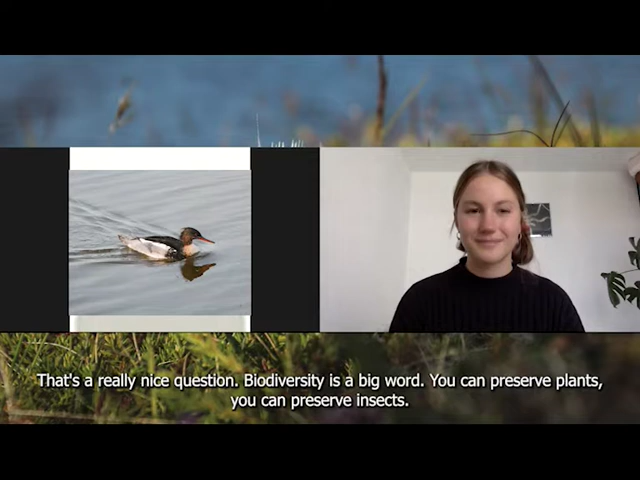 That's a really nice question. Biodiversity is a big word. You can preserve plants,
you can preserve insects.